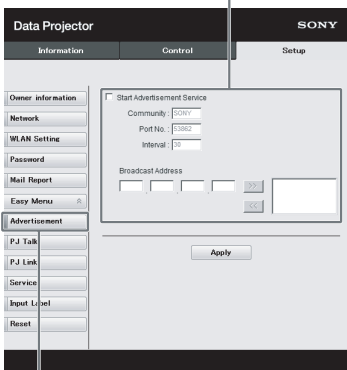 Data Projector
SONY
Information
Control
Setup
Owner information
Network
WLAN Setting
Password
Mail Report
Easy Menu
Advertisement
PJ Talk
PJ Link
Service
Input Label
Reset
Start Advertisement Service
Community : SONY
Port No. : 53862
Interval : 30
Broadcast Address
. . .
>>
<<
Apply